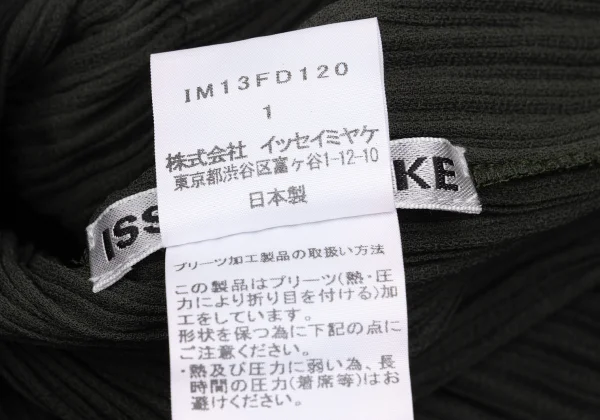 IM13FD120
1
株式会社 イッセイミヤケ
東京都渋谷区富ヶ谷1-12-10
日本製
ISS
KE
プリーツ加工製品の取扱い方法
この製品はプリーツ(熱・圧
力により折り目を付ける)加
工をしています。
形状を保つ為に下記の点に
ご注意ください。
・熱及び圧力に弱い為、長
時間の圧力(着席等)はお
避けください。